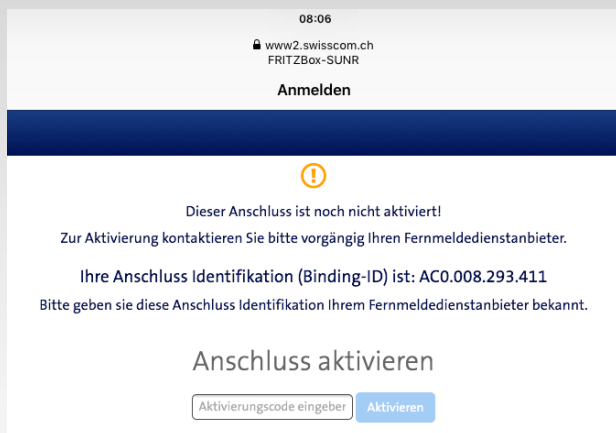 08:06
www2.swisscom.ch
FRITZBox-SUNR
Anmelden
Dieser Anschluss ist noch nicht aktiviert!
Zur Aktivierung kontaktieren Sie bitte vorgängig Ihren Fernmeldedienstanbieter.
Ihre Anschluss Identifikation (Binding-ID) ist: AC0.008.293.411
Bitte geben sie diese Anschluss Identifikation Ihrem Fernmeldedienstanbieter bekannt.
Anschluss aktivieren
Aktivierungscode eingeber Aktivieren